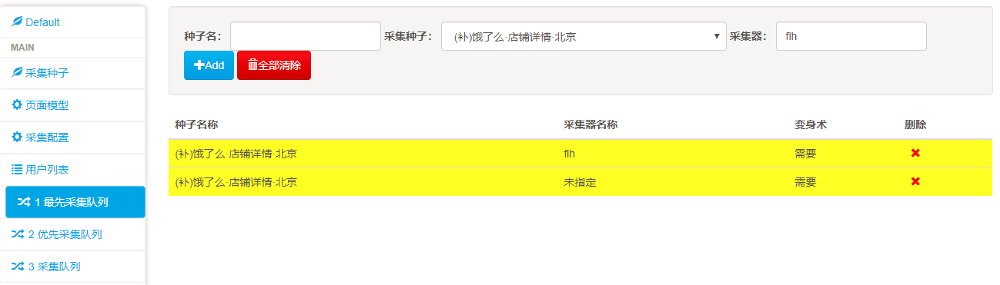 Default
MAIN
采集种子
页面模型
采集配置
用户列表
1 最先采集队列
2 优先采集队列
3 采集队列
种子名： 采集种子： (补)饿了么·店铺详情·北京 采集器： flh
Add 全部清除
种子名称 采集器名称 变身术 删除
(补)饿了么·店铺详情·北京 flh 需要
(补)饿了么·店铺详情·北京 未指定 需要